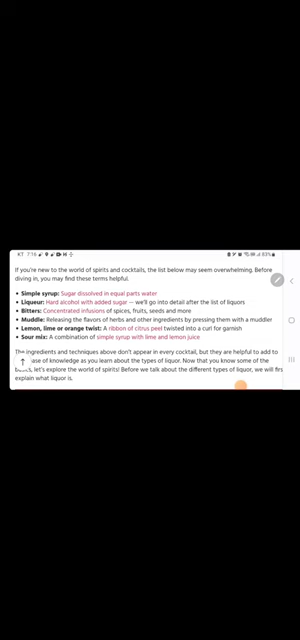 7:16
83%
If you're new to the world of spirits and cocktails, the list below may seem overwhelming. Before
diving in, you may find these terms helpful.
• Simple syrup: Sugar dissolved in equal parts water
• Liqueur: Hard alcohol with added sugar — we'll go into detail after the list of liquors
• Bitters: Concentrated infusions of spices, fruits, seeds and more
• Muddle: Releasing the flavors of herbs and other ingredients by pressing them with a muddler
• Lemon, lime or orange twist: A ribbon of citrus peel twisted into a curl for garnish
• Sour mix: A combination of simple syrup with lime and lemon juice
The ingredients and techniques above don't appear in every cocktail, but they are helpful to add to
ase of knowledge as you learn about the types of liquor. Now that you know some of the
let's explore the world of spirits! Before we talk about the different types of liquor, we will firs
explain what liquor is.